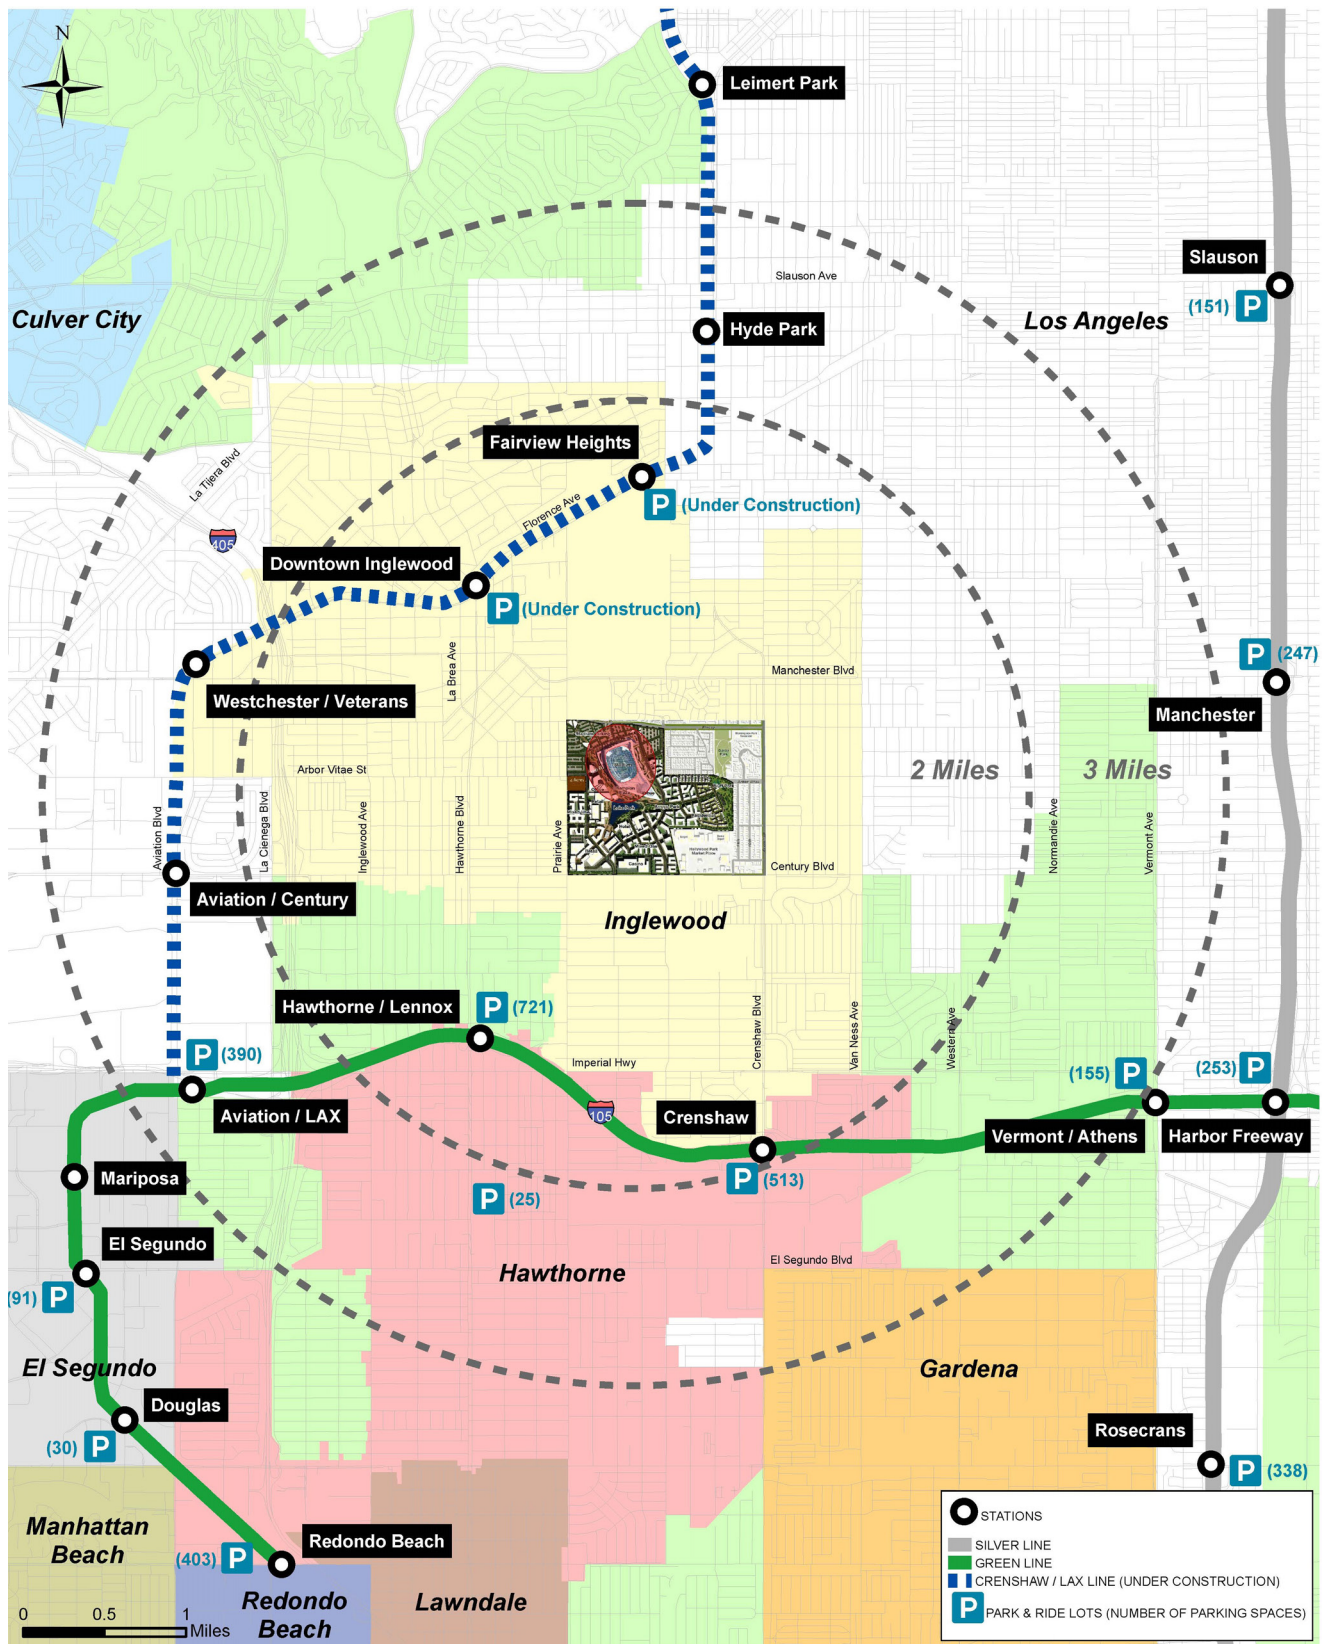 N
Leimert Park
Slauson
Slauson Ave
(151) P
Culver City
Los Angeles
Hyde Park
Fairview Heights
La Tijera Blvd
P (Under Construction)
Florence Ave
405
Downtown Inglewood
P (Under Construction)
La Brea Ave
Manchester Blvd
P (247)
Westchester / Veterans
Manchester
Arbor Vitae St
2 Miles
3 Miles
Aviation Blvd
La Cienega Blvd
Inglewood Ave
Hawthorne Blvd
Prairie Ave
Normandie Ave
Vermont Ave
Century Blvd
Aviation / Century
Inglewood
Hawthorne / Lennox
P (721)
Crenshaw Blvd
Van Ness Ave
Western Ave
P (390)
Imperial Hwy
(155) P
(253) P
Aviation / LAX
105
Crenshaw
Vermont / Athens
Harbor Freeway
Mariposa
P (25)
P (513)
El Segundo
El Segundo Blvd
Hawthorne
(91) P
El Segundo
Gardena
Douglas
(30) P
Rosecrans
P (338)
Manhattan
Beach
Redondo Beach
(403) P
Redondo
Beach
Lawndale
0 0.5 1
Miles
STATIONS
SILVER LINE
GREEN LINE
CRENSHAW / LAX LINE (UNDER CONSTRUCTION)
P PARK & RIDE LOTS (NUMBER OF PARKING SPACES)